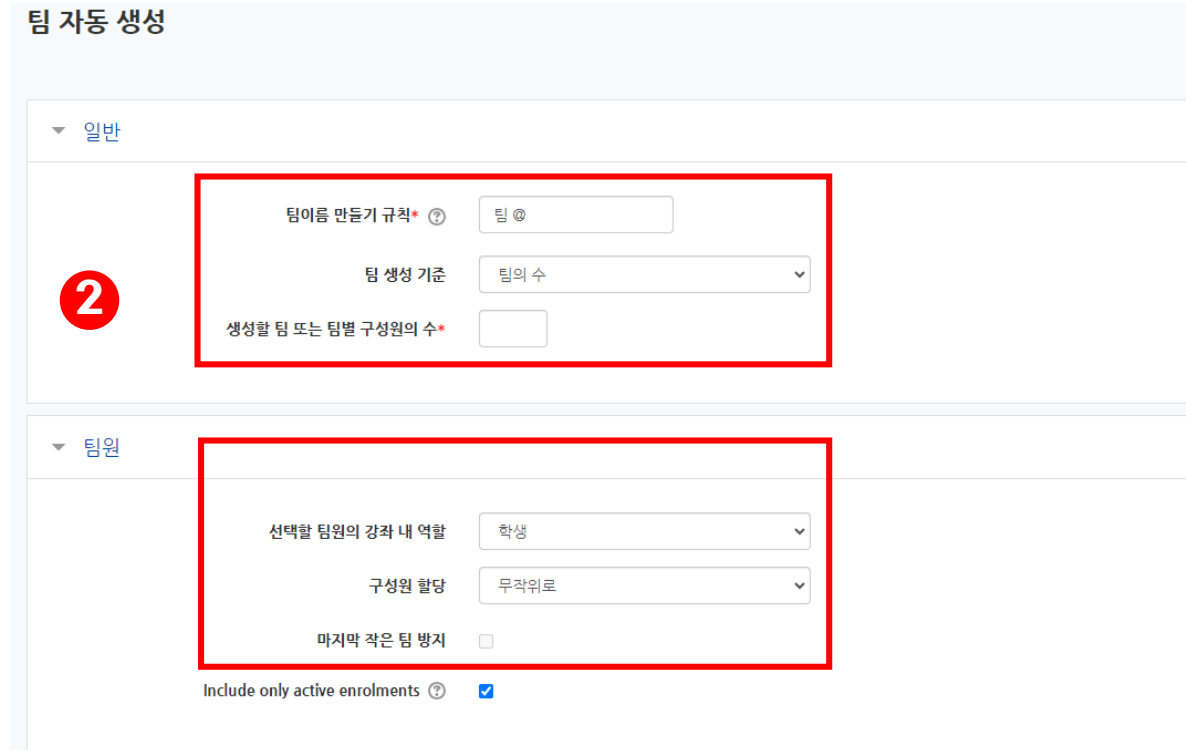 팀 자동 생성
일반
팀이름 만들기 규칙* ?
팀 @
팀 생성 기준
팀의 수
2
생성할 팀 또는 팀별 구성원의 수*
팀원
선택할 팀원의 강좌 내 역할
학생
구성원 할당
무작위로
마지막 작은 팀 방지
Include only active enrolments ?